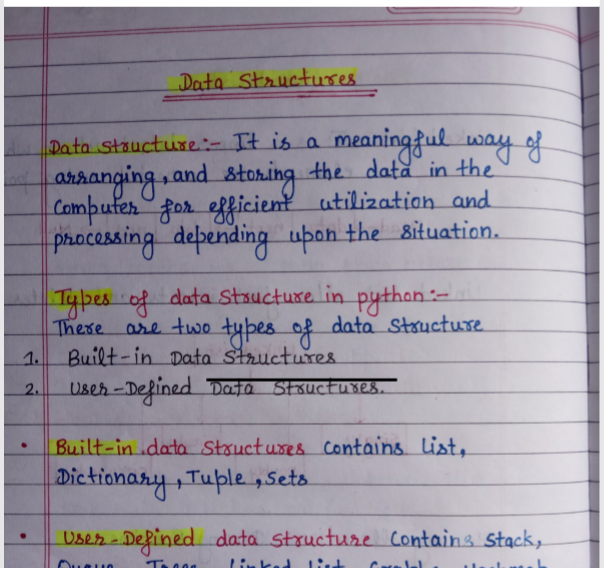 Data Structures
Data Structure:- It is a meaningful way of
arranging, and storing the data in the
Computer for efficient utilization and
processing depending upon the situation.
Types of data Structure in python :-
There are two types of data Structure
1. Built-in Data Structures
2. User-Defined Data Structures.
• Built-in data Structures Contains List,
Dictionary, Tuple, Sets
• User-Defined data structure Contains Stack,